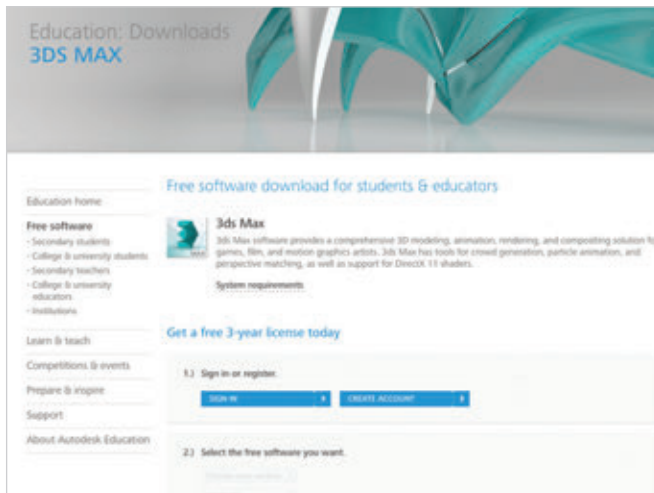 Education: Downloads
3DS MAX
Education home
Free software
- Secondary students
- College & university students
- Secondary teachers
- College & university
educators
- Institutions
Learn & teach
Competitions & events
Prepare & inspire
Support
About Autodesk Education
Free software download for students & educators
3ds Max
3ds Max software provides a comprehensive 3D modeling, animation, rendering, and compositing solution fo
games, film, and motion graphics artists. 3ds Max has tools for crowd generation, particle animation, and
perspective matching, as well as support for DirectX 11 shaders.
System requirements
Get a free 3-year license today
1.) Sign in or register.
SIGN IN
CREATE ACCOUNT
2.) Select the free software you want.